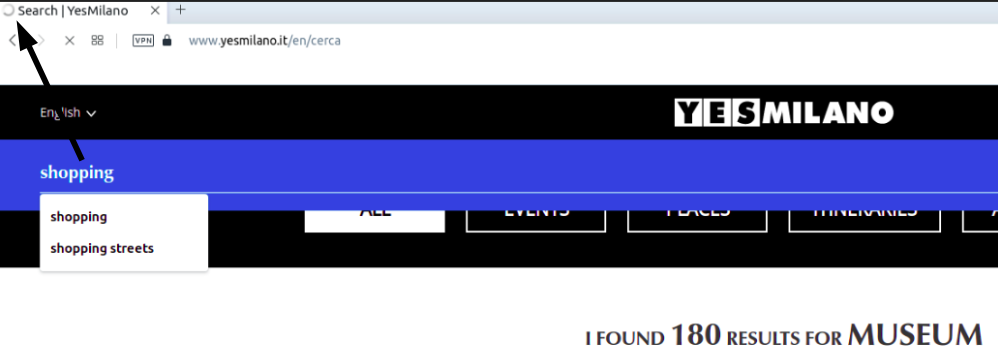 Search | YesMilano
VPN www.yesmilano.it/en/cerca
English
YESMILANO
shopping
ALL EVENTS PLACES ITINERARIES
shopping
shopping streets
I FOUND 180 RESULTS FOR MUSEUM